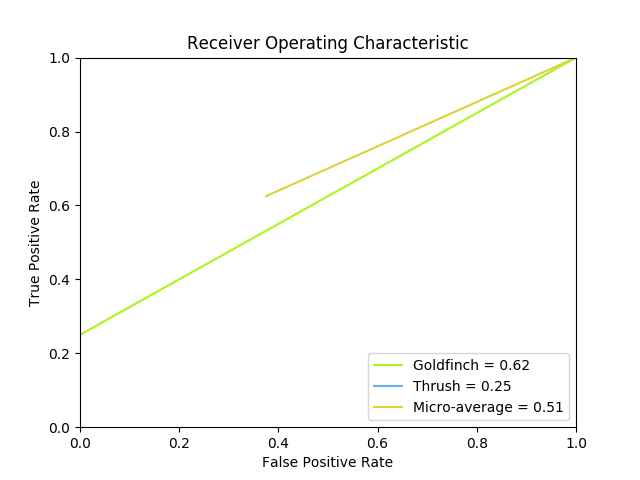 Receiver Operating Characteristic
True Positive Rate
1.0
0.8
0.6
0.4
0.2
0.0
0.0 0.2 0.4 0.6 0.8 1.0
False Positive Rate
Goldfinch = 0.62
Thrush = 0.25
Micro-average = 0.51